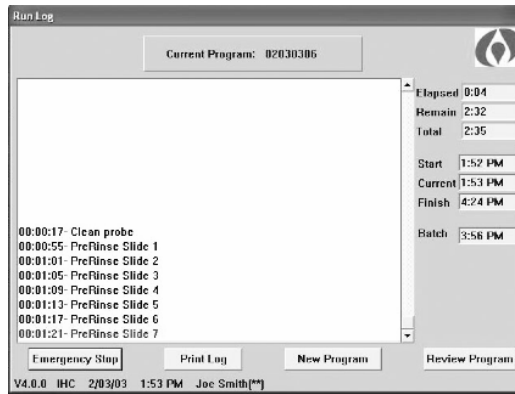 Run Log
Current Program: 02030306
Elapsed 0:04
Remain 2:32
Total 2:35
Start 1:52 PM
Current 1:53 PM
Finish 4:24 PM
Batch 3:56 PM
00:00:17- Clean probe
00:00:55- PreRinse Slide 1
00:01:01- PreRinse Slide 2
00:01:05- PreRinse Slide 3
00:01:09- PreRinse Slide 4
00:01:13- PreRinse Slide 5
00:01:17- PreRinse Slide 6
00:01:21- PreRinse Slide 7
Emergency Stop Print Log New Program Review Program
V4.0.0 IHC 2/03/03 1:53 PM Joe Smith(**)